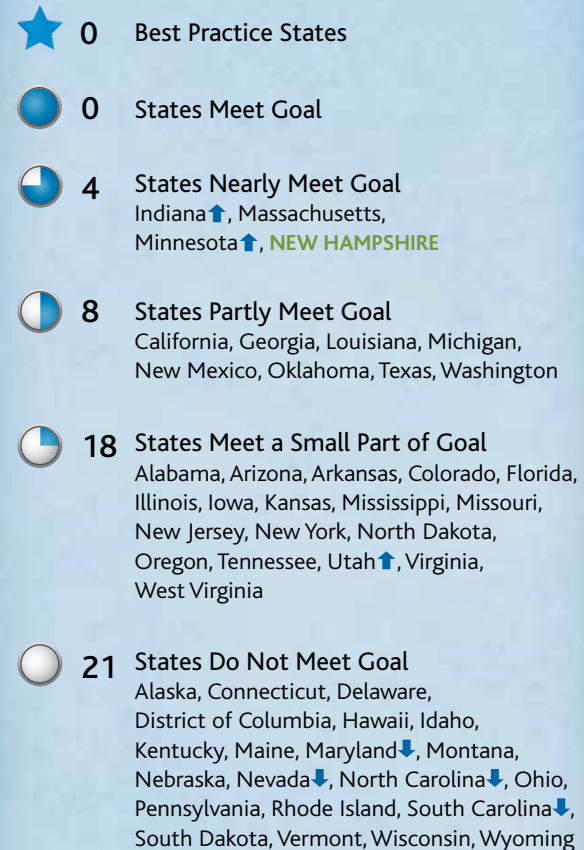 0 Best Practice States
0 States Meet Goal
4 States Nearly Meet Goal
Indiana⬆, Massachusetts,
Minnesota⬆, NEW HAMPSHIRE
8 States Partly Meet Goal
California, Georgia, Louisiana, Michigan,
New Mexico, Oklahoma, Texas, Washington
18 States Meet a Small Part of Goal
Alabama, Arizona, Arkansas, Colorado, Florida,
Illinois, Iowa, Kansas, Mississippi, Missouri,
New Jersey, New York, North Dakota,
Oregon, Tennessee, Utah⬆, Virginia,
West Virginia
21 States Do Not Meet Goal
Alaska, Connecticut, Delaware,
District of Columbia, Hawaii, Idaho,
Kentucky, Maine, Maryland⬇, Montana,
Nebraska, Nevada⬇, North Carolina⬇, Ohio,
Pennsylvania, Rhode Island, South Carolina⬇,
South Dakota, Vermont, Wisconsin, Wyoming